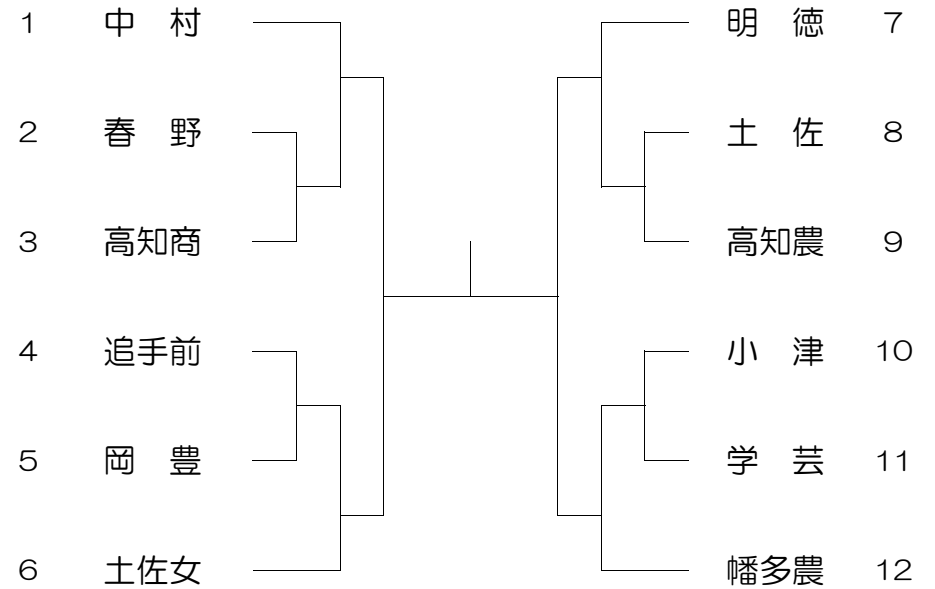 1 中 村 明 徳 7
2 春 野 土 佐 8
3 高知商 高知農 9
4 追手前 小 津 10
5 岡 豊 学 芸 11
6 土佐女 幡多農 12